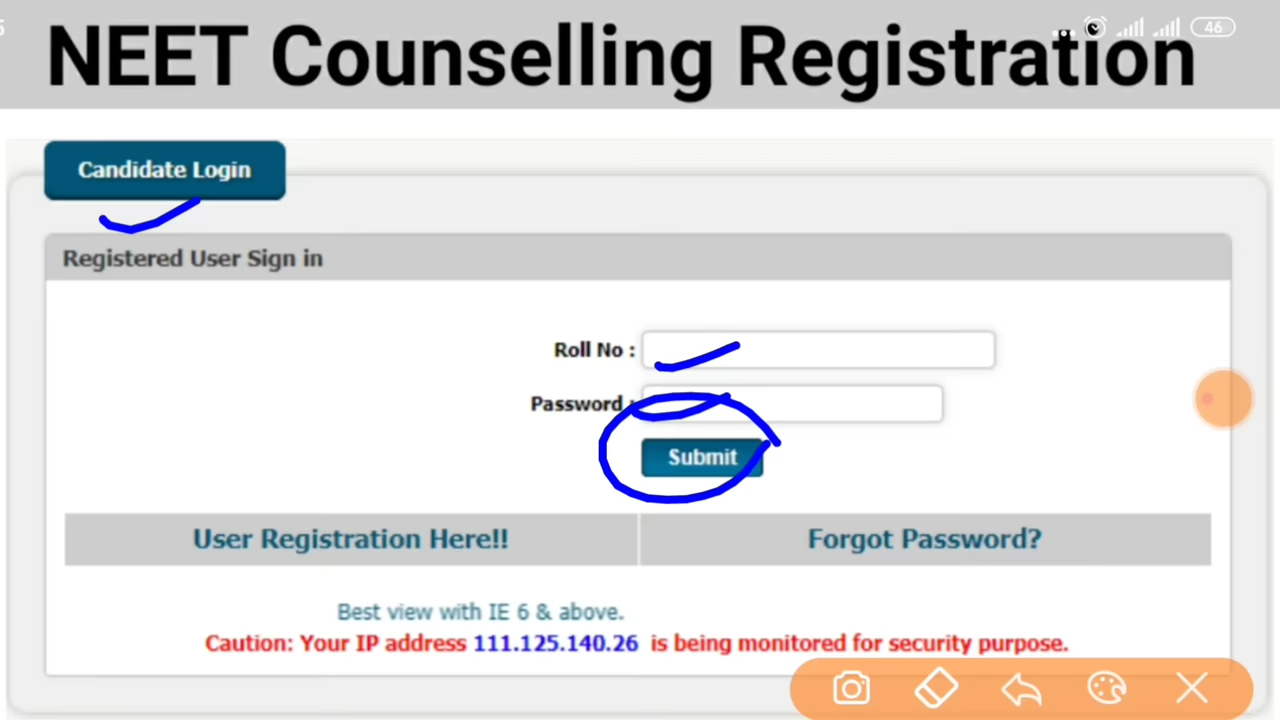 5
46
NEET Counselling Registration
Candidate Login
Registered User Sign in
Roll No :
Password :
Submit
User Registration Here!!
Forgot Password?
Best view with IE 6 & above.
Caution: Your IP address 111.125.140.26 is being monitored for security purpose.